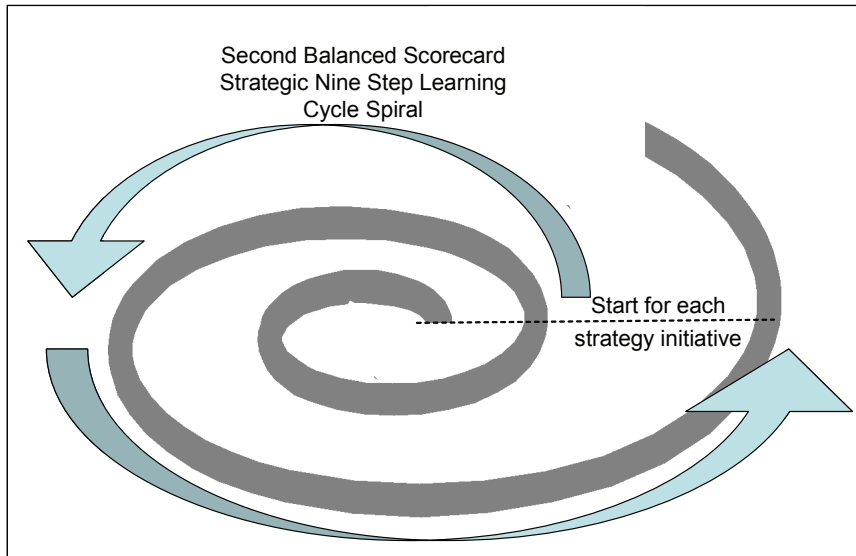 Second Balanced Scorecard
Strategic Nine Step Learning
Cycle Spiral
Start for each
strategy initiative